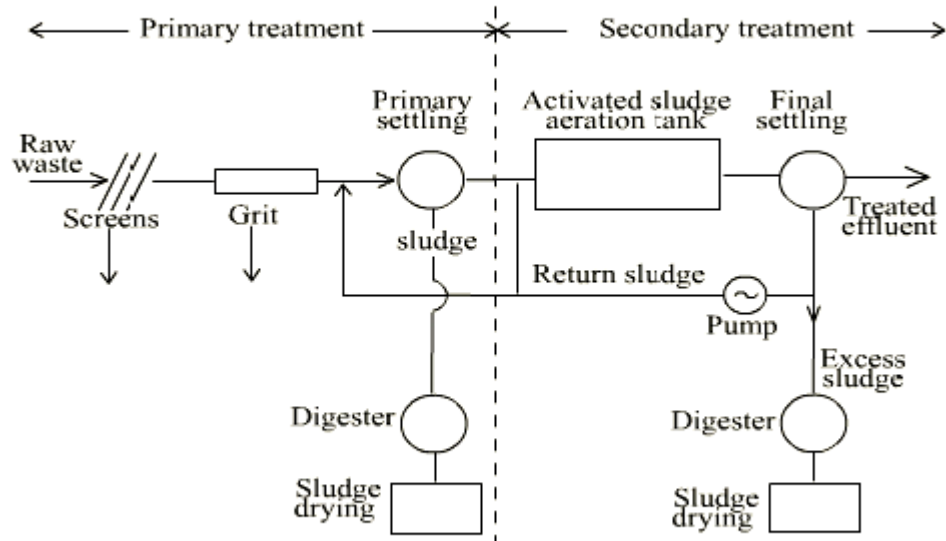 Primary treatment
Secondary treatment
Primary
settling
Activated sludge
aeration tank
Final
settling
Raw
waste
Screens
Grit
sludge
Treated
effluent
Return sludge
Pump
Excess
sludge
Digester
Digester
Sludge
drying
Sludge
drying